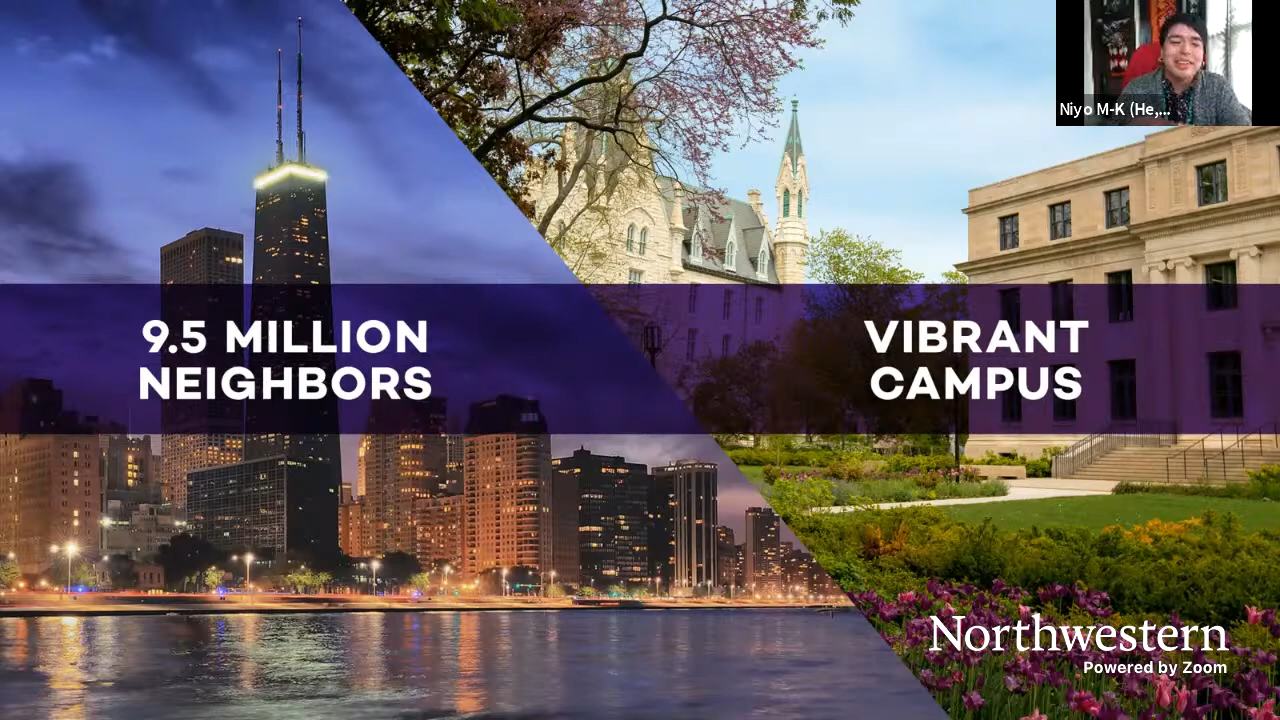 Niyo M-K (He,...
9.5 MILLION
NEIGHBORS
VIBRANT
CAMPUS
Northwestern
Powered by Zoom